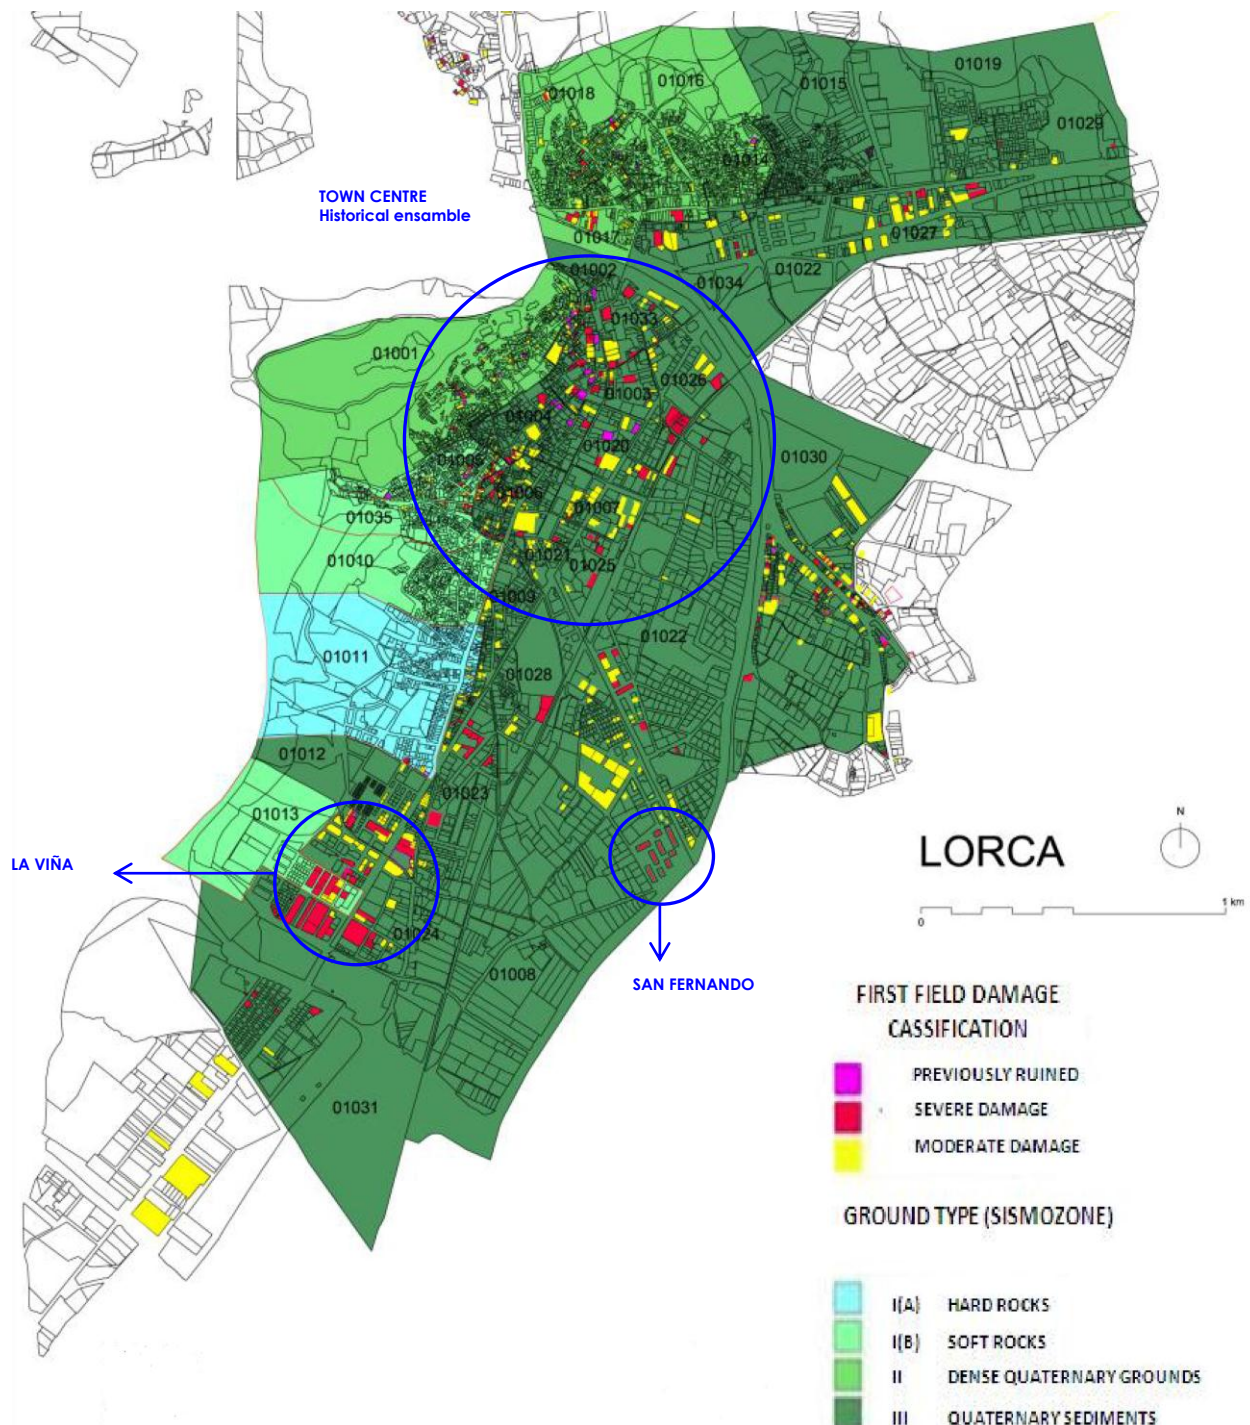 01019
01016
01015
01018
01029
01014
TOWN CENTRE
Historical ensamble
01017
01027
01002
01022
01034
01033
01001
01026
01003
01004
01020
01030
01005
01006
01007
01035
01021
01010
01025
01009
01022
01011
01028
01012
01023
01013
N
LORCA
LA VIÑA
1 km
0
01024
01008
SAN FERNANDO
FIRST FIELD DAMAGE
CASSIFICATION
PREVIOUSLY RUINED
SEVERE DAMAGE
01031
MODERATE DAMAGE
GROUND TYPE (SISMOZONE)
I(A) HARD ROCKS
I(B) SOFT ROCKS
II DENSE QUATERNARY GROUNDS
III QUATERNARY SEDIMENTS